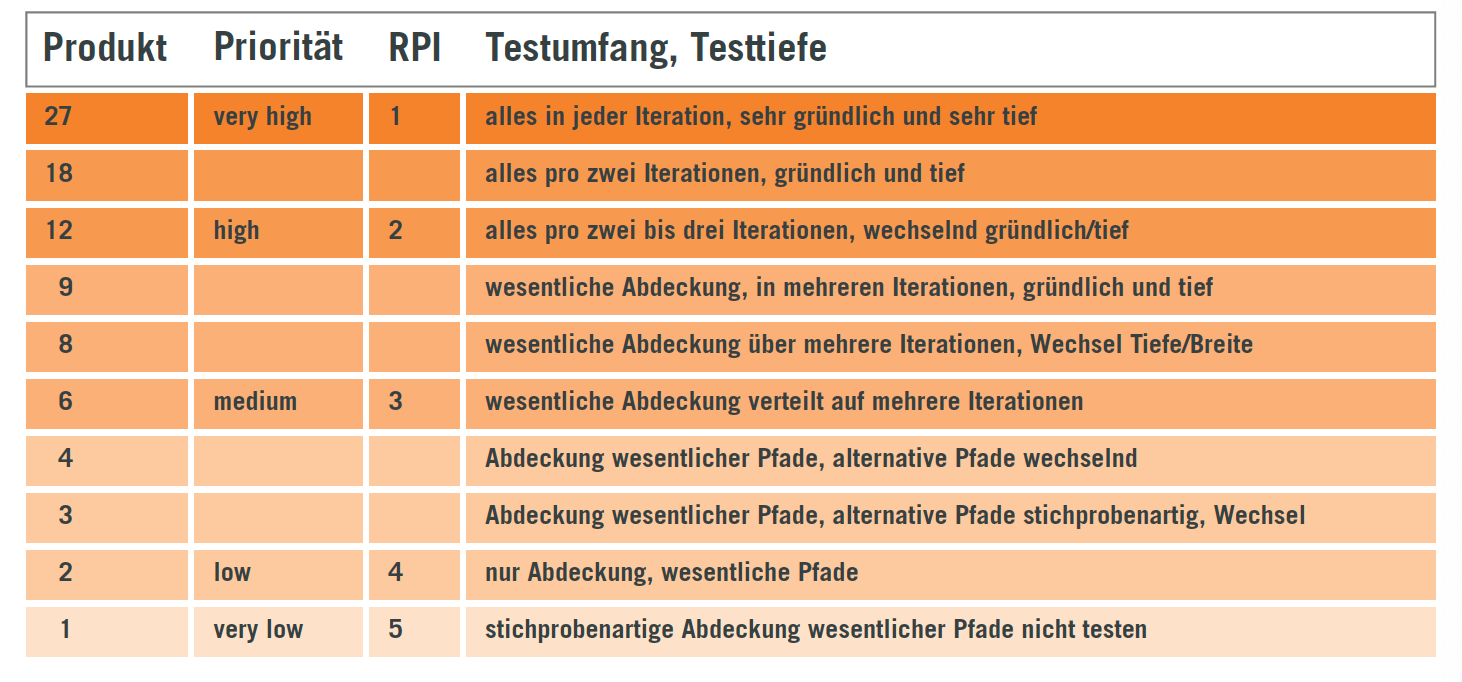 Produkt Priorität RPI Testumfang, Testtiefe
27 very high 1 alles in jeder Iteration, sehr gründlich und sehr tief
18 alles pro zwei Iterationen, gründlich und tief
12 high 2 alles pro zwei bis drei Iterationen, wechselnd gründlich/tief
9 wesentliche Abdeckung, in mehreren Iterationen, gründlich und tief
8 wesentliche Abdeckung über mehrere Iterationen, Wechsel Tiefe/Breite
6 medium 3 wesentliche Abdeckung verteilt auf mehrere Iterationen
4 Abdeckung wesentlicher Pfade, alternative Pfade wechselnd
3 Abdeckung wesentlicher Pfade, alternative Pfade stichprobenartig, Wechsel
2 low 4 nur Abdeckung, wesentliche Pfade
1 very low 5 stichprobenartige Abdeckung wesentlicher Pfade nicht testen